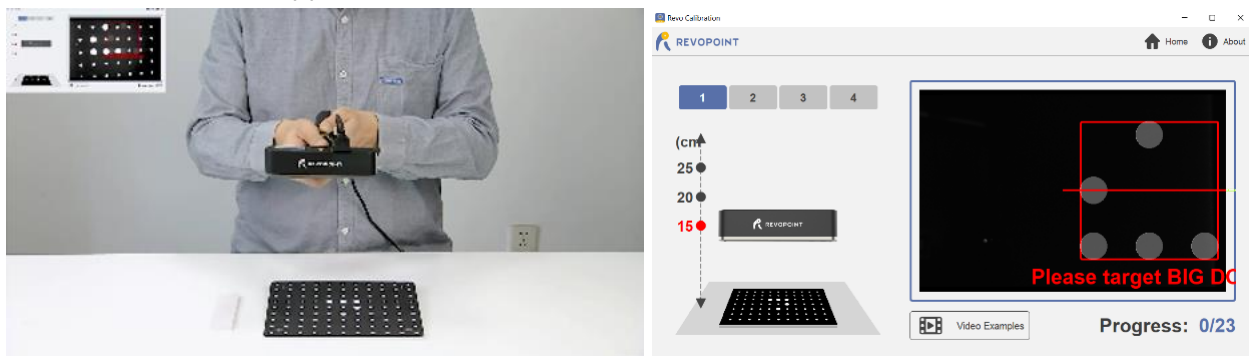 Revo Calibration
REVOPOINT
Home
About
1 2 3 4
(cm
25
20
15
REVOPOINT
Please target BIG DO
Video Examples
Progress: 0/23